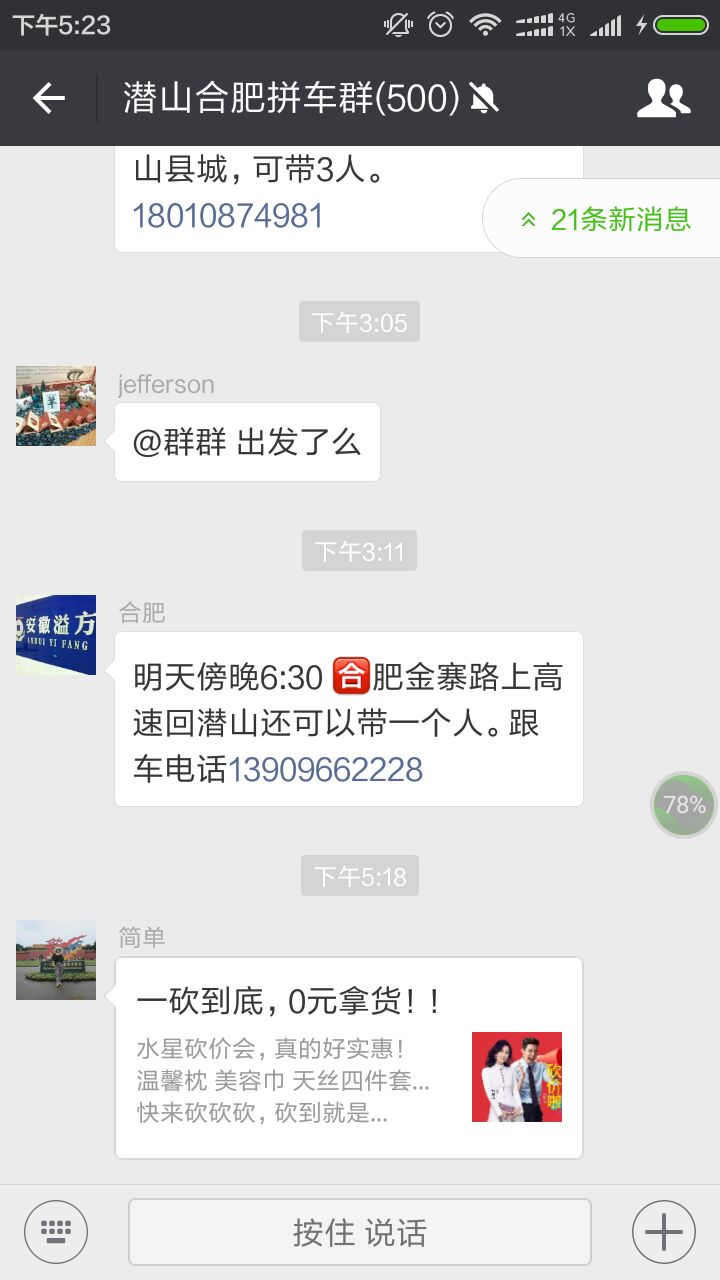 下午5:23
4G
1X
潜山合肥拼车群(500)
山县城，可带3人。
18010874981
21条新消息
下午3:05
jefferson
@群群 出发了么
下午3:11
安徽溢方
ANHUI YI FANG
合肥
明天傍晚6:30 合肥金寨路上高
速回潜山还可以带一个人。跟
车电话13909662228
78%
下午5:18
简单
一砍到底，0元拿货！！
水星砍价会，真的好实惠！
温馨枕 美容巾 天丝四件套...
快来砍砍砍，砍到就是...
砍价啦
按住 说话